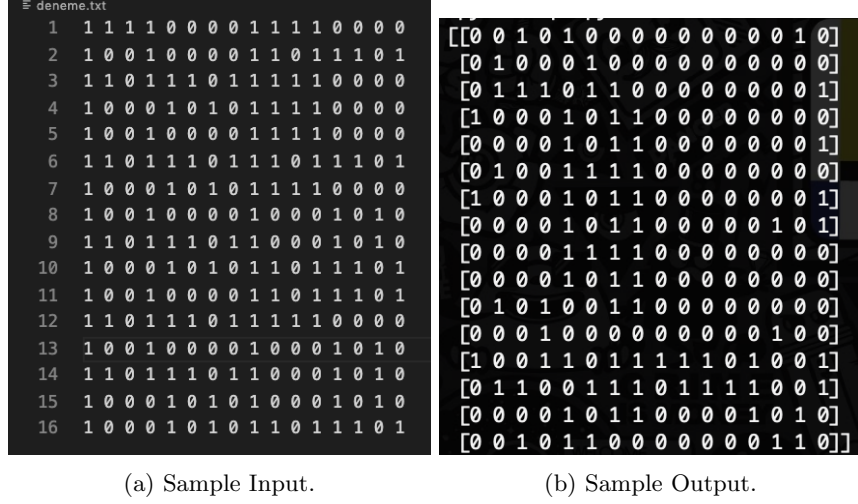 deneme.txt
1 1 1 1 1 0 0 0 0 1 1 1 1 0 0 0 0
2 1 0 0 1 0 0 0 0 1 1 0 1 1 1 0 1
3 1 1 0 1 1 1 0 1 1 1 1 1 0 0 0 0
4 1 0 0 0 1 0 1 0 1 1 1 1 0 0 0 0
5 1 0 0 1 0 0 0 0 1 1 1 1 0 0 0 0
6 1 1 0 1 1 1 0 1 1 1 0 1 1 1 0 1
7 1 0 0 0 1 0 1 0 1 1 1 1 0 0 0 0
8 1 0 0 1 0 0 0 0 1 0 0 0 1 0 1 0
9 1 1 0 1 1 1 0 1 1 0 0 0 1 0 1 0
10 1 0 0 0 1 0 1 0 1 1 0 1 1 1 0 1
11 1 0 0 1 0 0 0 0 1 1 0 1 1 1 0 1
12 1 1 0 1 1 1 0 1 1 1 1 1 0 0 0 0
13 1 0 0 1 0 0 0 0 1 0 0 0 1 0 1 0
14 1 1 0 1 1 1 0 1 1 0 0 0 1 0 1 0
15 1 0 0 0 1 0 1 0 1 0 0 0 1 0 1 0
16 1 0 0 0 1 0 1 0 1 1 0 1 1 1 0 1
(a) Sample Input.
[[0 0 1 0 1 0 0 0 0 0 0 0 0 0 1 0]
[0 1 0 0 0 1 0 0 0 0 0 0 0 0 0 0]
[0 1 1 1 0 1 1 0 0 0 0 0 0 0 0 1]
[1 0 0 0 1 0 1 1 0 0 0 0 0 0 0 0]
[0 0 0 0 1 0 1 1 0 0 0 0 0 0 0 1]
[0 1 0 0 1 1 1 1 0 0 0 0 0 0 0 0]
[1 0 0 0 1 0 1 1 0 0 0 0 0 0 0 1]
[0 0 0 0 1 0 1 1 0 0 0 0 0 1 0 1]
[0 0 0 0 1 1 1 1 0 0 0 0 0 0 0 0]
[0 0 0 0 1 0 1 1 0 0 0 0 0 0 0 0]
[0 1 0 1 0 0 1 1 0 0 0 0 0 0 0 0]
[0 0 0 1 0 0 0 0 0 0 0 0 0 1 0 0]
[1 0 0 1 1 0 1 1 1 1 1 0 1 0 0 1]
[0 1 1 0 0 1 1 1 0 1 1 1 1 0 0 1]
[0 0 0 0 1 0 1 1 0 0 0 0 1 0 1 0]
[0 0 1 0 1 1 0 0 0 0 0 0 0 1 1 0]]
(b) Sample Output.